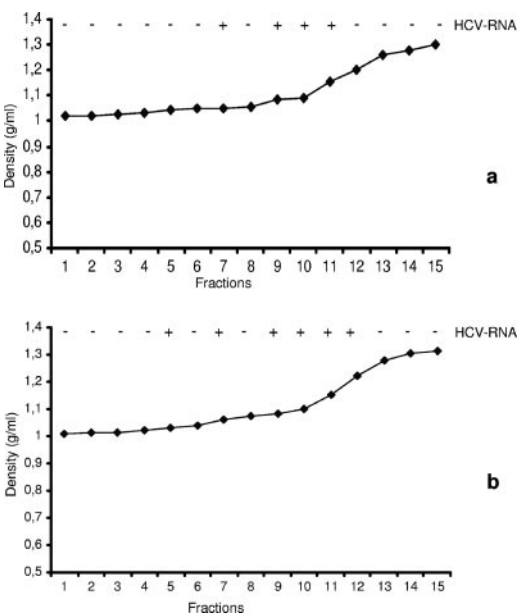 1,4 - - - - - - + - + + + - - - - HCV-RNA
1,3
1,2
1,1
1
0,9
0,8
0,7
0,6
0,5
Density (g/ml)
a
1 2 3 4 5 6 7 8 9 10 11 12 13 14 15
Fractions
1,4 - - - - + - + - + + + + - - - HCV-RNA
1,3
1,2
1,1
1
0,9
0,8
0,7
0,6
0,5
Density (g/ml)
b
1 2 3 4 5 6 7 8 9 10 11 12 13 14 15
Fractions